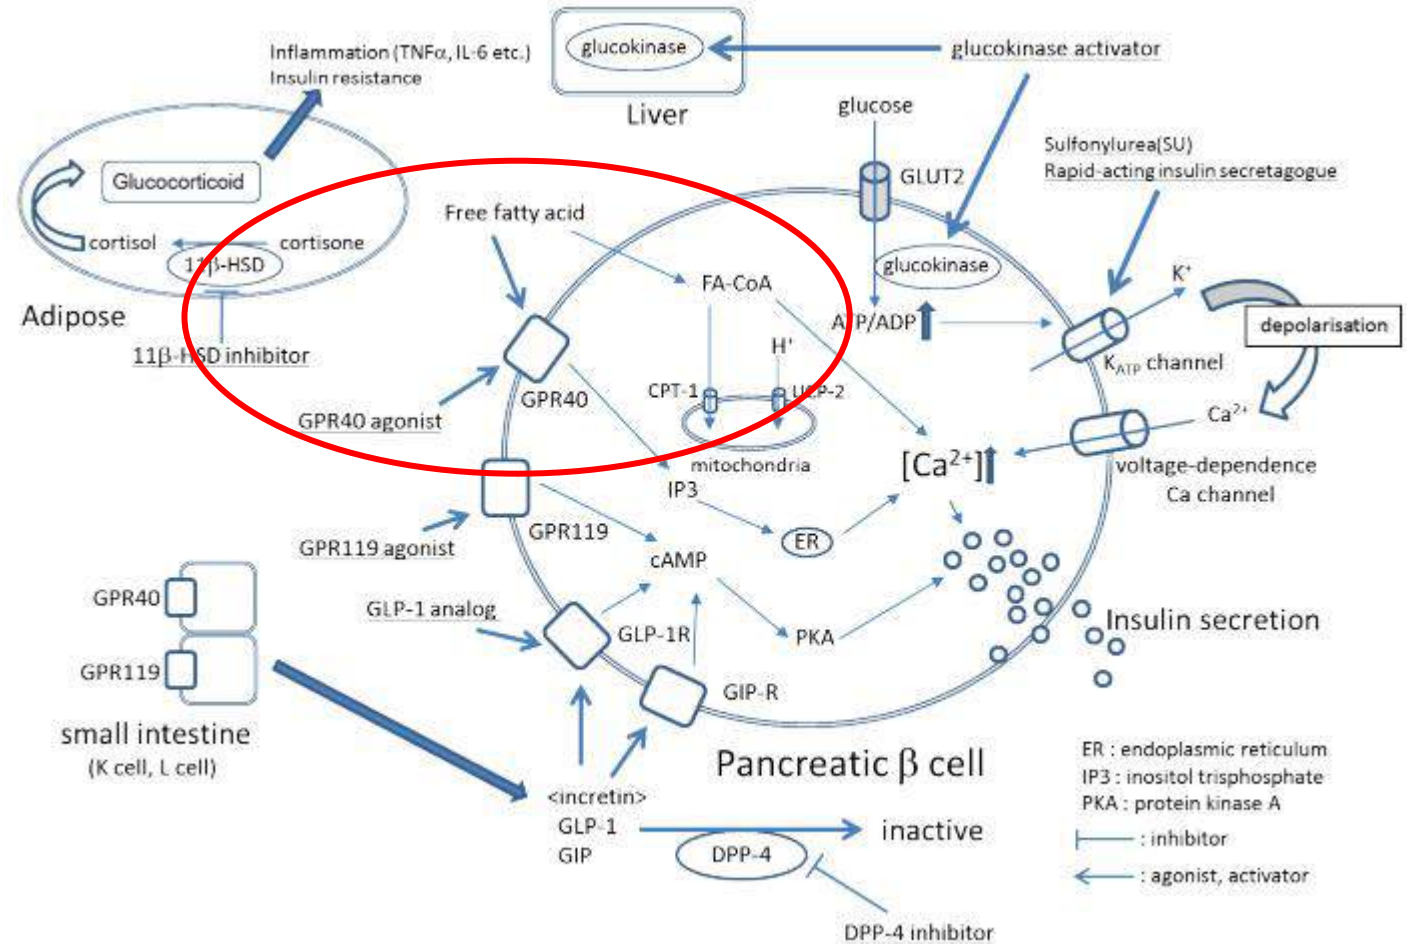 Inflammation (TNFα, IL-6 etc.)
Insulin resistance
glucokinase
Liver
glucokinase activator
glucose
GLUT2
Sulfonylurea(SU)
Rapid-acting insulin secretagogue
Glucocorticoid
cortisol
cortisone
11β-HSD
Adipose
11β-HSD inhibitor
Free fatty acid
FA-CoA
glucokinase
ATP/ADP
K⁺
depolarisation
K_ATP channel
H⁺
CPT-1
UCP-2
mitochondria
GPR40
GPR40 agonist
Ca²⁺
[Ca²⁺]
voltage-dependence
Ca channel
IP3
ER
GPR119
GPR119 agonist
cAMP
GLP-1 analog
GLP-1R
PKA
Insulin secretion
GIP-R
GPR40
GPR119
small intestine
(K cell, L cell)
Pancreatic β cell
<incretin>
GLP-1
GIP
DPP-4
inactive
DPP-4 inhibitor
ER : endoplasmic reticulum
IP3 : inositol trisphosphate
PKA : protein kinase A
: inhibitor
: agonist, activator